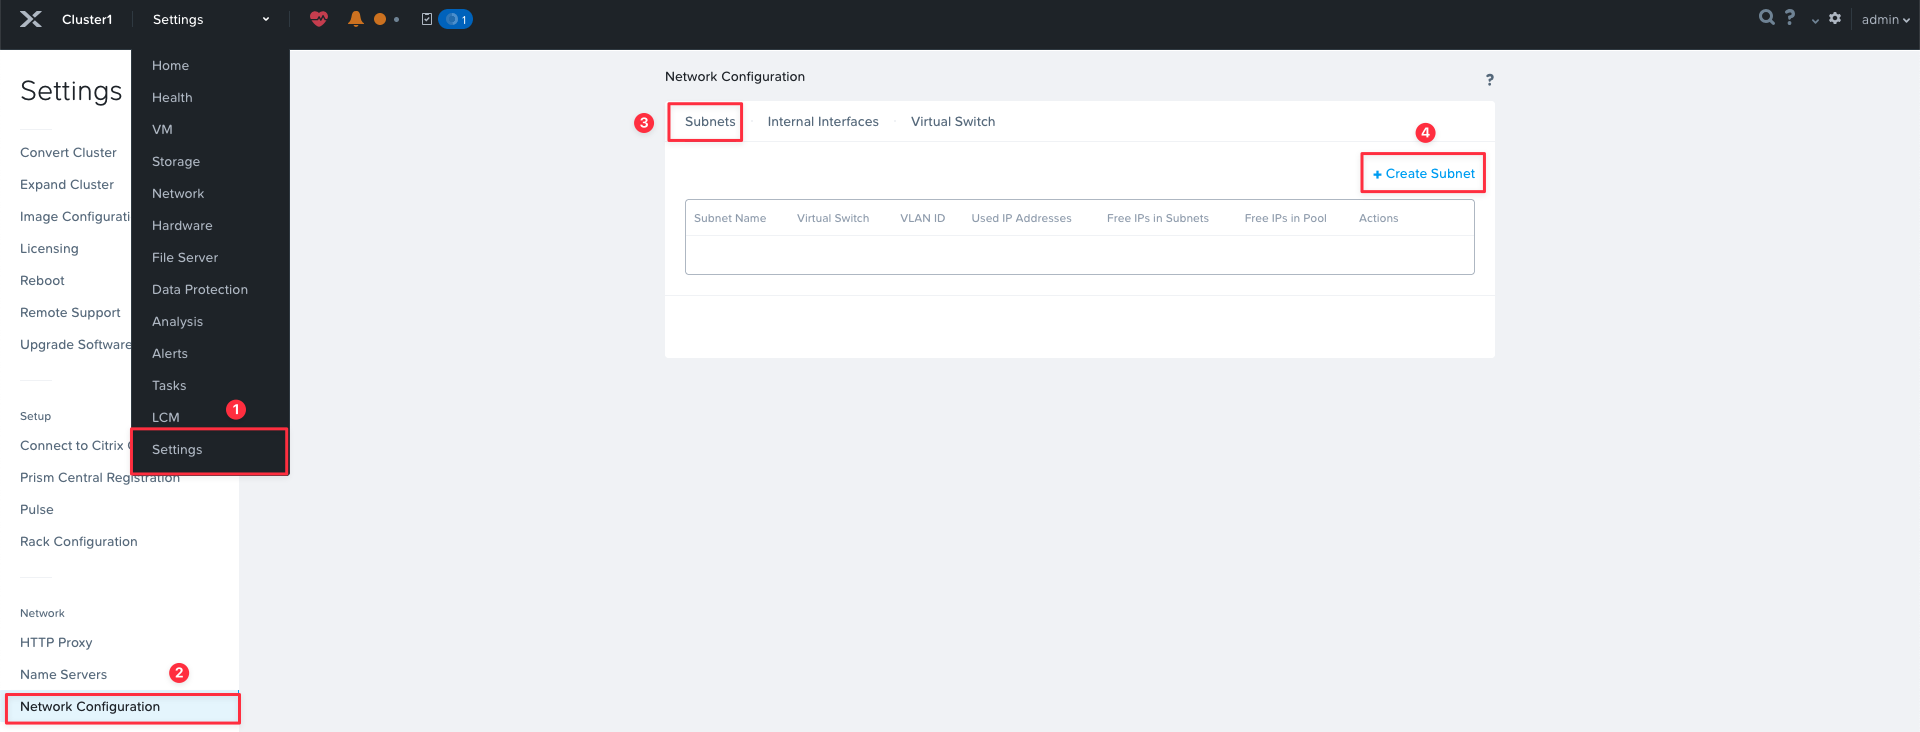 Cluster1
Settings
1
?
admin
Settings
Convert Cluster
Expand Cluster
Image Configurati
Licensing
Reboot
Remote Support
Upgrade Software
Setup
Connect to Citrix
Prism Central Registration
Pulse
Rack Configuration
Network
HTTP Proxy
Name Servers
2
Network Configuration
Home
Health
VM
Storage
Network
Hardware
File Server
Data Protection
Analysis
Alerts
Tasks
LCM
1
Settings
Network Configuration
?
3
Subnets
Internal Interfaces
Virtual Switch
4
+ Create Subnet
Subnet Name
Virtual Switch
VLAN ID
Used IP Addresses
Free IPs in Subnets
Free IPs in Pool
Actions